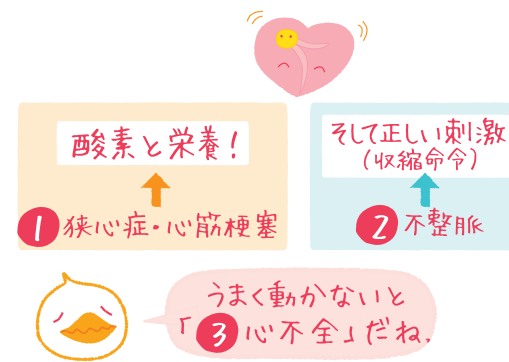 酸素と栄養！
1 狭心症・心筋梗塞
そして正しい刺激
（収縮命令）
2 不整脈
うまく動かないと
「3 心不全」だね.